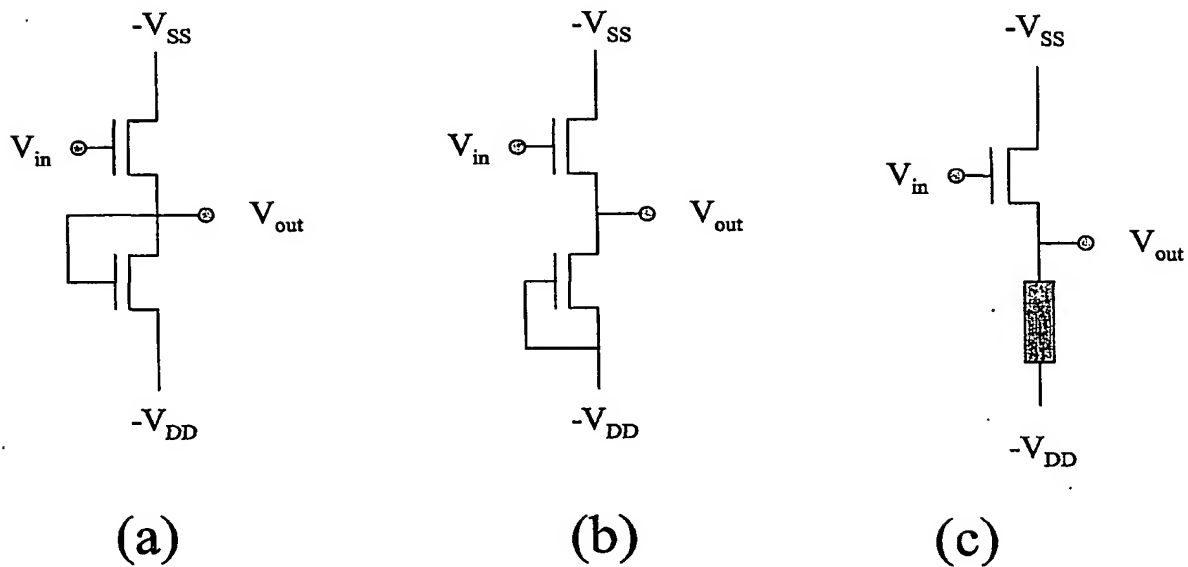 -V_SS
V_in
V_out
-V_DD
(a)
-V_SS
V_in
V_out
-V_DD
(b)
-V_SS
V_in
V_out
-V_DD
(c)